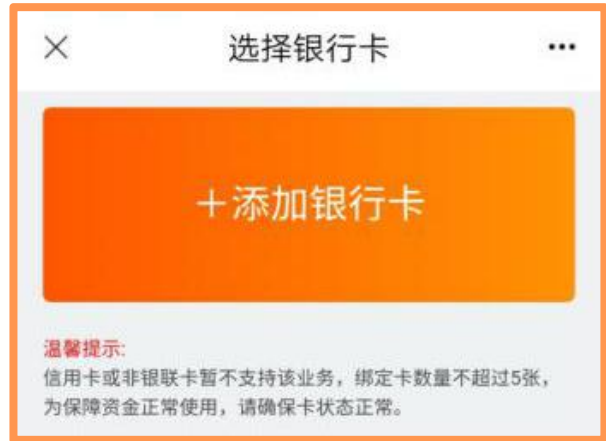 选择银行卡
+添加银行卡
温馨提示:
信用卡或非银联卡暂不支持该业务，绑定卡数量不超过5张，
为保障资金正常使用，请确保卡状态正常。